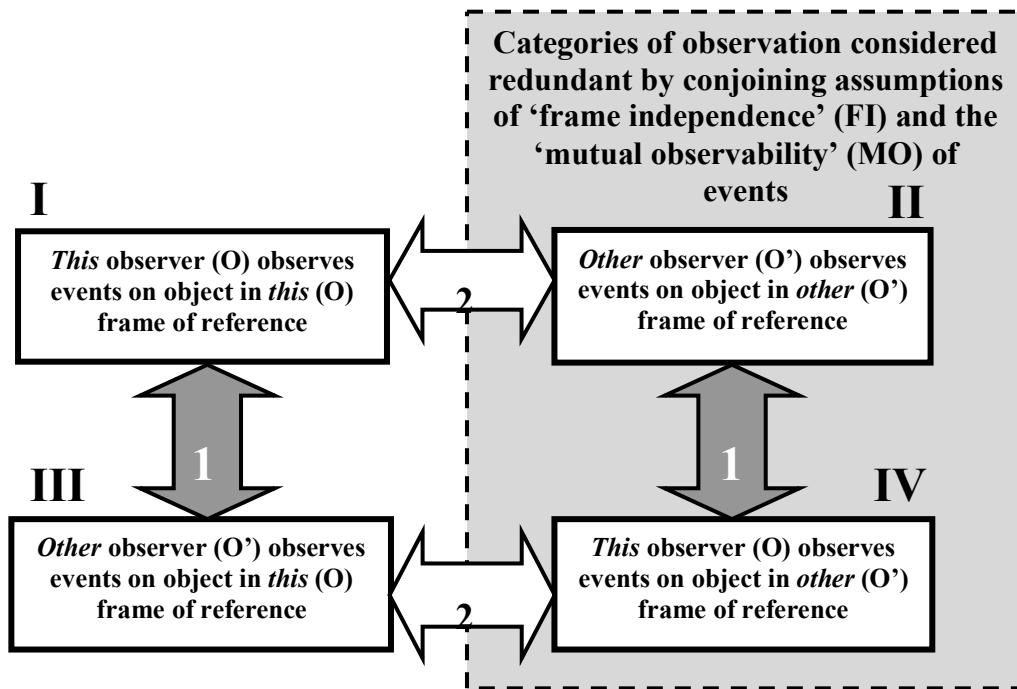 Categories of observation considered
redundant by conjoining assumptions
of ‘frame independence’ (FI) and the
‘mutual observability’ (MO) of
events
I
II
This observer (O) observes
events on object in this (O)
frame of reference
2
Other observer (O’) observes
events on object in other (O’)
frame of reference
1
1
III
IV
Other observer (O’) observes
events on object in this (O)
frame of reference
2
This observer (O) observes
events on object in other (O’)
frame of reference